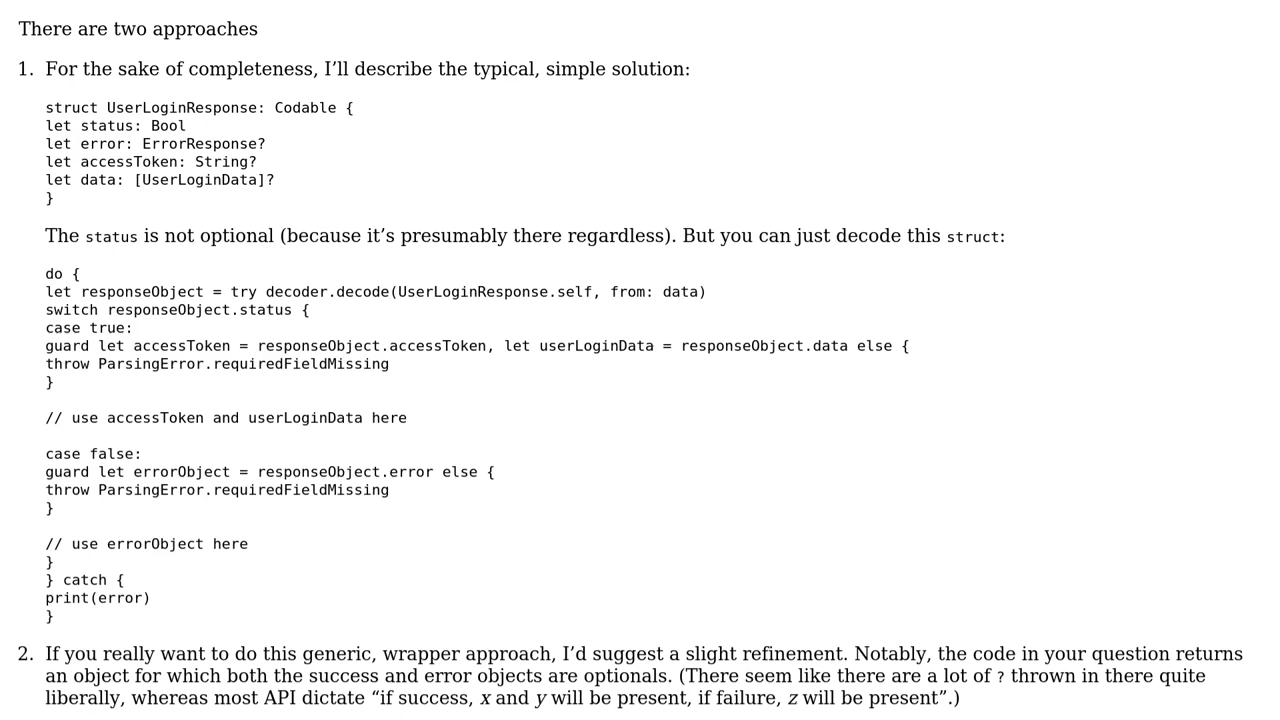 There are two approaches
1. For the sake of completeness, I’ll describe the typical, simple solution:
struct UserLoginResponse: Codable {
let status: Bool
let error: ErrorResponse?
let accessToken: String?
let data: [UserLoginData]?
}
The status is not optional (because it’s presumably there regardless). But you can just decode this struct:
do {
let responseObject = try decoder.decode(UserLoginResponse.self, from: data)
switch responseObject.status {
case true:
guard let accessToken = responseObject.accessToken, let userLoginData = responseObject.data else {
throw ParsingError.requiredFieldMissing
}
// use accessToken and userLoginData here
case false:
guard let errorObject = responseObject.error else {
throw ParsingError.requiredFieldMissing
}
// use errorObject here
}
} catch {
print(error)
}
2. If you really want to do this generic, wrapper approach, I’d suggest a slight refinement. Notably, the code in your question returns
an object for which both the success and error objects are optionals. (There seem like there are a lot of ? thrown in there quite
liberally, whereas most API dictate “if success, x and y will be present, if failure, z will be present”.)